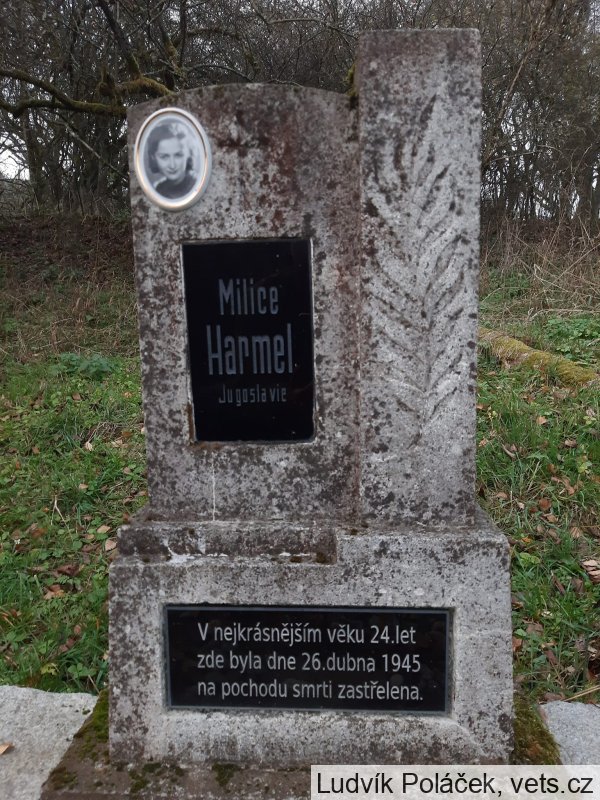 Milice
Harmel
Jugoslavie
V nejkrásnějším věku 24.let
zde byla dne 26.dubna 1945
na pochodu smrti zastřelena.
Ludvík Poláček, vets.cz